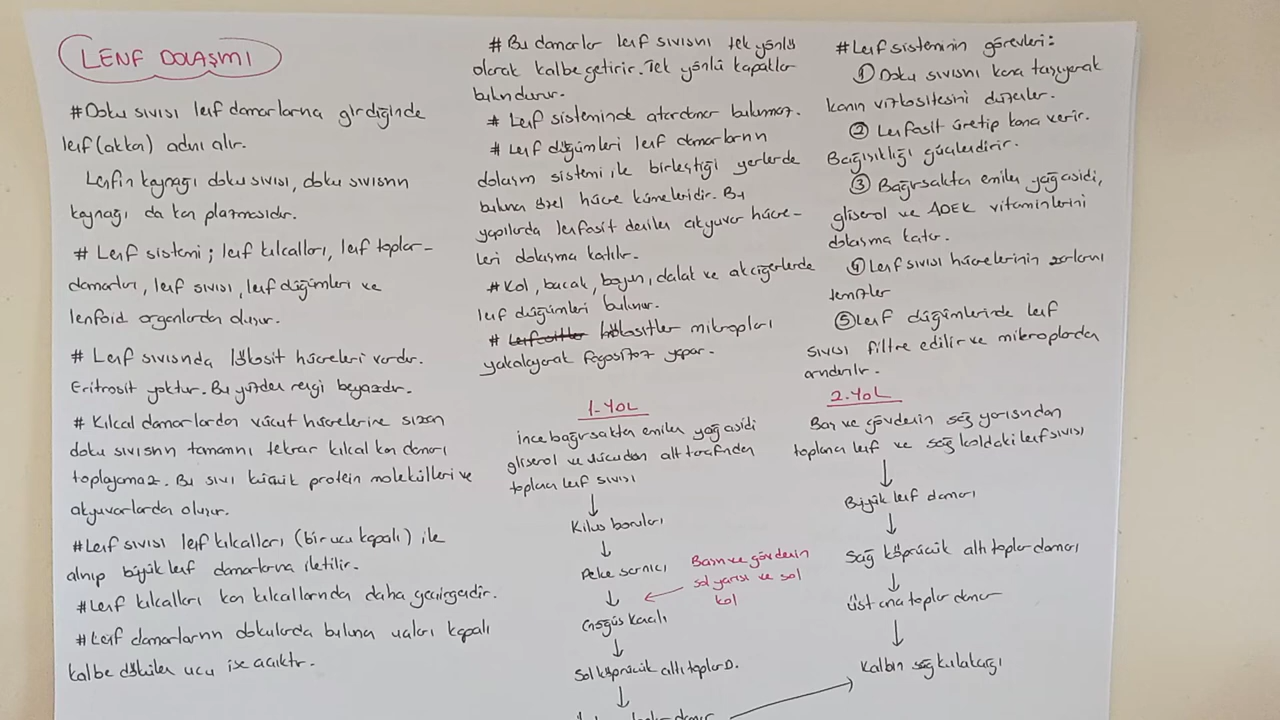 LENF DOLAŞMI
#Doku sıvısı lenf damarlarına girdiğinde
lenf (akkan) adını alır.
Lenfin kaynağı doku sıvısı, doku sıvısının
kaynağı da kan plazmasıdır.
# Lenf sistemi; lenf kılcalları, lenf toplar-
damarları, lenf sıvısı, lenf düğümleri ve
lenfoid organlardan oluşur.
# Lenf sıvısında lökosit hücreleri vardır.
Eritrosit yoktur. Bu yüzden rengi beyazdır.
# Kılcal damarlardan vücut hücrelerine sızan
doku sıvısının tamamını tekrar kılcal kan damarı
toplayamaz. Bu sıvı küçük protein molekülleri ve
akyuvarlardan oluşur.
#Lenf sıvısı lenf kılcalları (bir ucu kapalı) ile
alınıp büyük lenf damarlarına iletilir.
#Lenf kılcalları kan kılcallarından daha geçirgendir.
#Lenf damarlarının dokularda bulunan uçları kapalı
kalbe dökülen ucu ise açıktır.
# Bu damarlar lenf sıvısını tek yönlü
olarak kalbe getirir. Tek yönlü kapaklar
bulundurur.
# Lenf sisteminde atardamar bulunmaz.
# Lenf düğümleri lenf damarlarının
dolaşım sistemi ile birleştiği yerlerde
bulunan özel hücre kümeleridir. Bu
yapılarda lenfosit denilen akyuvar hücre-
leri dolaşıma katılır.
#Kol, bacak, boyun, dalak ve akciğerlerde
lenf düğümleri bulunur.
# lökositler mikropları
yakalayarak fagositoz yapar.
1.YOL
İnce bağırsaktan emilen yağ asidi
gliserol ve vücudun alt tarafından
toplanan lenf sıvısı
↓
Kilus boruları
↓
Peke sarnıcı
↓
Göğüs kanalı
Başın ve gövdenin
sol yarısı ve sol
kol
↓
Sol köprücük altı toplar D.
↓
#Lenf sisteminin görevleri:
① Doku sıvısını kana taşıyarak
kanın vizkositesini düzenler.
② Lenfosit üretip kana verir.
Bağışıklığı güçlendirir.
③ Bağırsaktan emilen yağ asidi,
gliserol ve ADEK vitaminlerini
dolaşıma katar.
④ Lenf sıvısı hücrelerinin zarlarını
temizler
⑤Lenf düğümlerinde lenf
sıvısı filtre edilir ve mikroplardan
arındırılır.
2.YOL
Baş ve gövdenin sağ yarısından
toplanan lenf ve sağ koldaki lenf sıvısı
↓
Büyük lenf damarı
↓
Sağ köprücük altı toplar damarı
↓
üst ana toplar damar
↓
Kalbin sağ kulakçığı